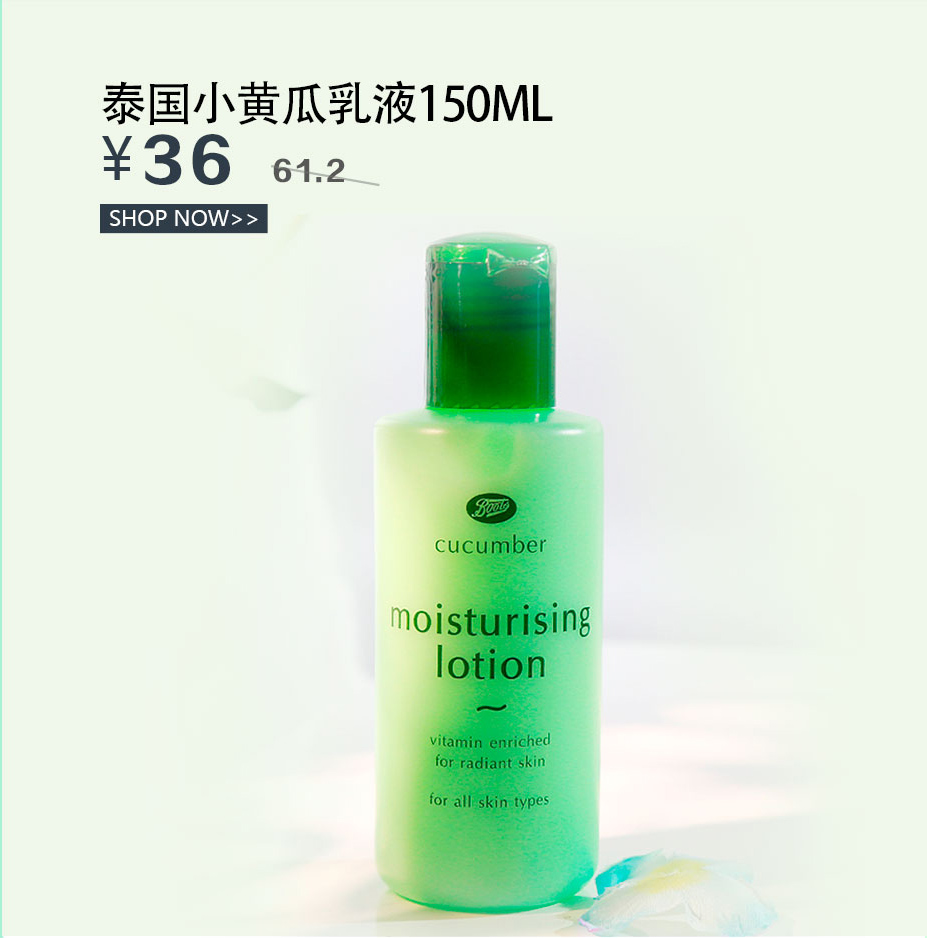 泰国小黄瓜乳液150ML
¥36 61.2
SHOP NOW>>
Boots
cucumber
moisturising
lotion
~
vitamin enriched
for radiant skin
for all skin types